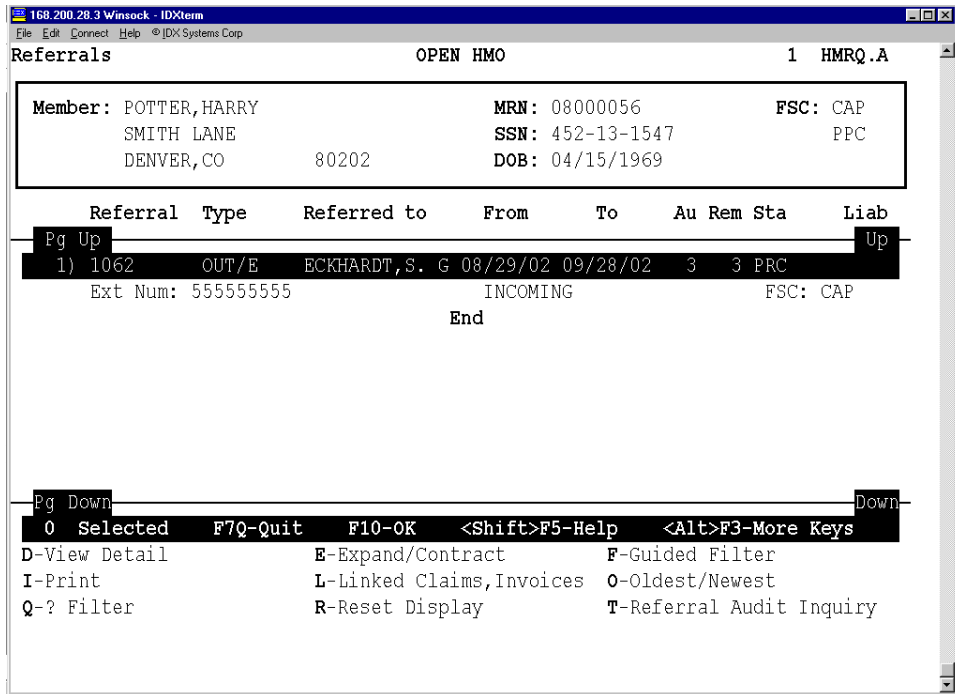 168.200.28.3 Winsock - IDXterm
File Edit Connect Help © IDX Systems Corp
Referrals OPEN HMO 1 HMRQ.A
Member: POTTER,HARRY MRN: 08000056 FSC: CAP
SMITH LANE SSN: 452-13-1547 PPC
DENVER,CO 80202 DOB: 04/15/1969
Referral Type Referred to From To Au Rem Sta Liab
Pg Up Up
1) 1062 OUT/E ECKHARDT,S. G 08/29/02 09/28/02 3 3 PRC
Ext Num: 555555555 INCOMING FSC: CAP
End
Pg Down Down
0 Selected F7Q-Quit F10-OK <Shift>F5-Help <Alt>F3-More Keys
D-View Detail E-Expand/Contract F-Guided Filter
I-Print L-Linked Claims,Invoices O-Oldest/Newest
Q-? Filter R-Reset Display T-Referral Audit Inquiry